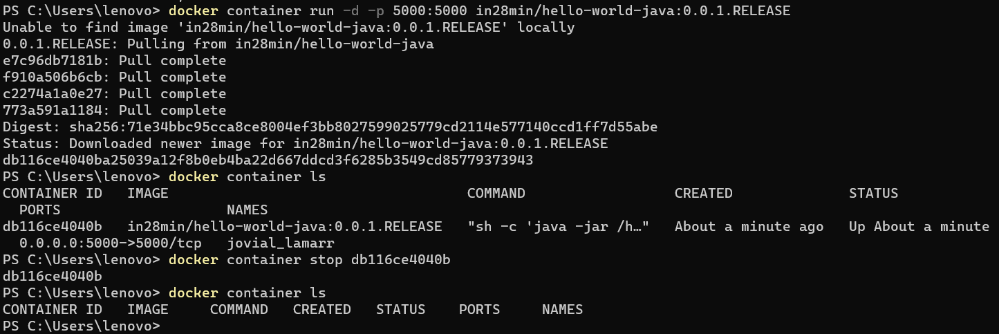 PS C:\Users\lenovo> docker container run -d -p 5000:5000 in28min/hello-world-java:0.0.1.RELEASE
Unable to find image 'in28min/hello-world-java:0.0.1.RELEASE' locally
0.0.1.RELEASE: Pulling from in28min/hello-world-java
e7c96db7181b: Pull complete
f910a506b6cb: Pull complete
c2274a1a0e27: Pull complete
773a591a1184: Pull complete
Digest: sha256:71e34bbc95cca8ce8004ef3bb8027599025779cd2114e577140ccd1ff7d55abe
Status: Downloaded newer image for in28min/hello-world-java:0.0.1.RELEASE
db116ce4040ba25039a12f8b0eb4ba22d667ddcd3f6285b3549cd85779373943
PS C:\Users\lenovo> docker container ls
CONTAINER ID   IMAGE                                    COMMAND                  CREATED              STATUS
  PORTS                    NAMES
db116ce4040b   in28min/hello-world-java:0.0.1.RELEASE   "sh -c 'java -jar /h…"   About a minute ago   Up About a minute
  0.0.0.0:5000->5000/tcp   jovial_lamarr
PS C:\Users\lenovo> docker container stop db116ce4040b
db116ce4040b
PS C:\Users\lenovo> docker container ls
CONTAINER ID   IMAGE     COMMAND   CREATED   STATUS    PORTS     NAMES
PS C:\Users\lenovo>